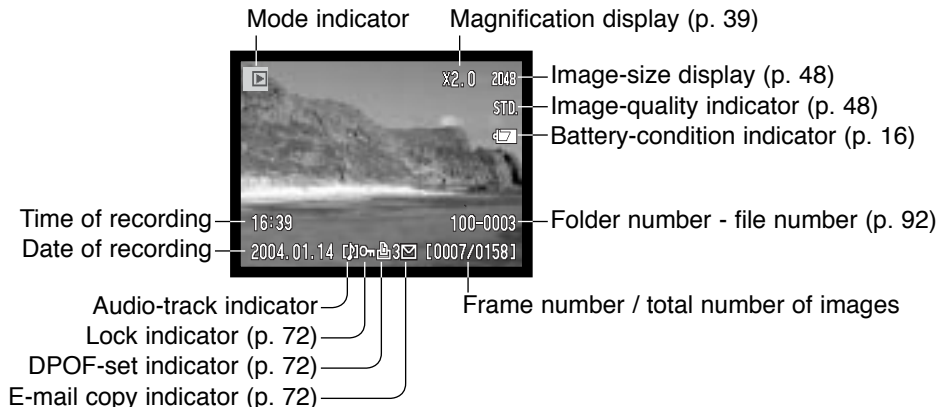 Mode indicator
Magnification display (p. 39)
X2.0 2048
Image-size display (p. 48)
STD.
Image-quality indicator (p. 48)
Battery-condition indicator (p. 16)
Time of recording
16:39
100-0003
Folder number - file number (p. 92)
Date of recording
2004.01.14
3
[0007/0158]
Audio-track indicator
Frame number / total number of images
Lock indicator (p. 72)
DPOF-set indicator (p. 72)
E-mail copy indicator (p. 72)